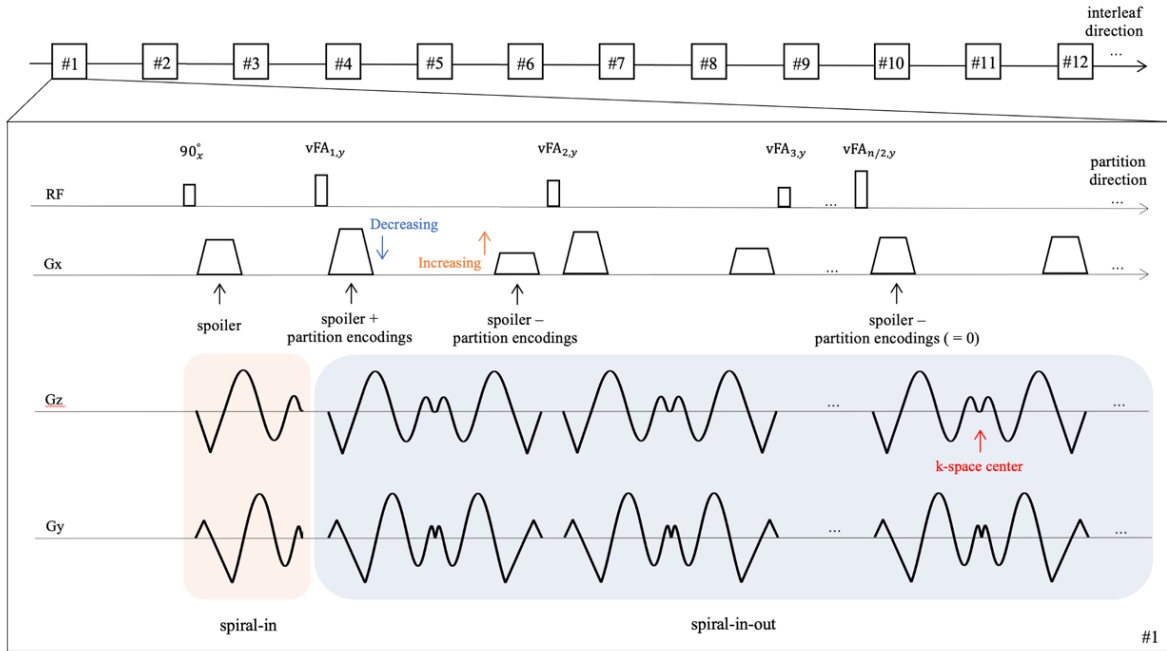 interleaf
direction
#1 #2 #3 #4 #5 #6 #7 #8 #9 #10 #11 #12 ...
90°x vFA1,y vFA2,y vFA3,y vFAn/2,y
partition
direction
RF ... ...
Decreasing
Increasing
Gx ... ...
spoiler
spoiler +
partition encodings
spoiler –
partition encodings
spoiler –
partition encodings ( = 0)
Gz ... ...
k-space center
Gy ... ...
spiral-in spiral-in-out
#1